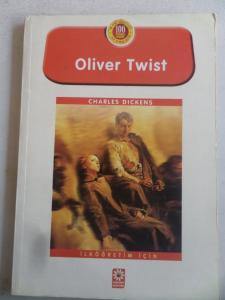 100
Oliver Twist
CHARLES DICKENS
İLKÖĞRETİM İÇİN